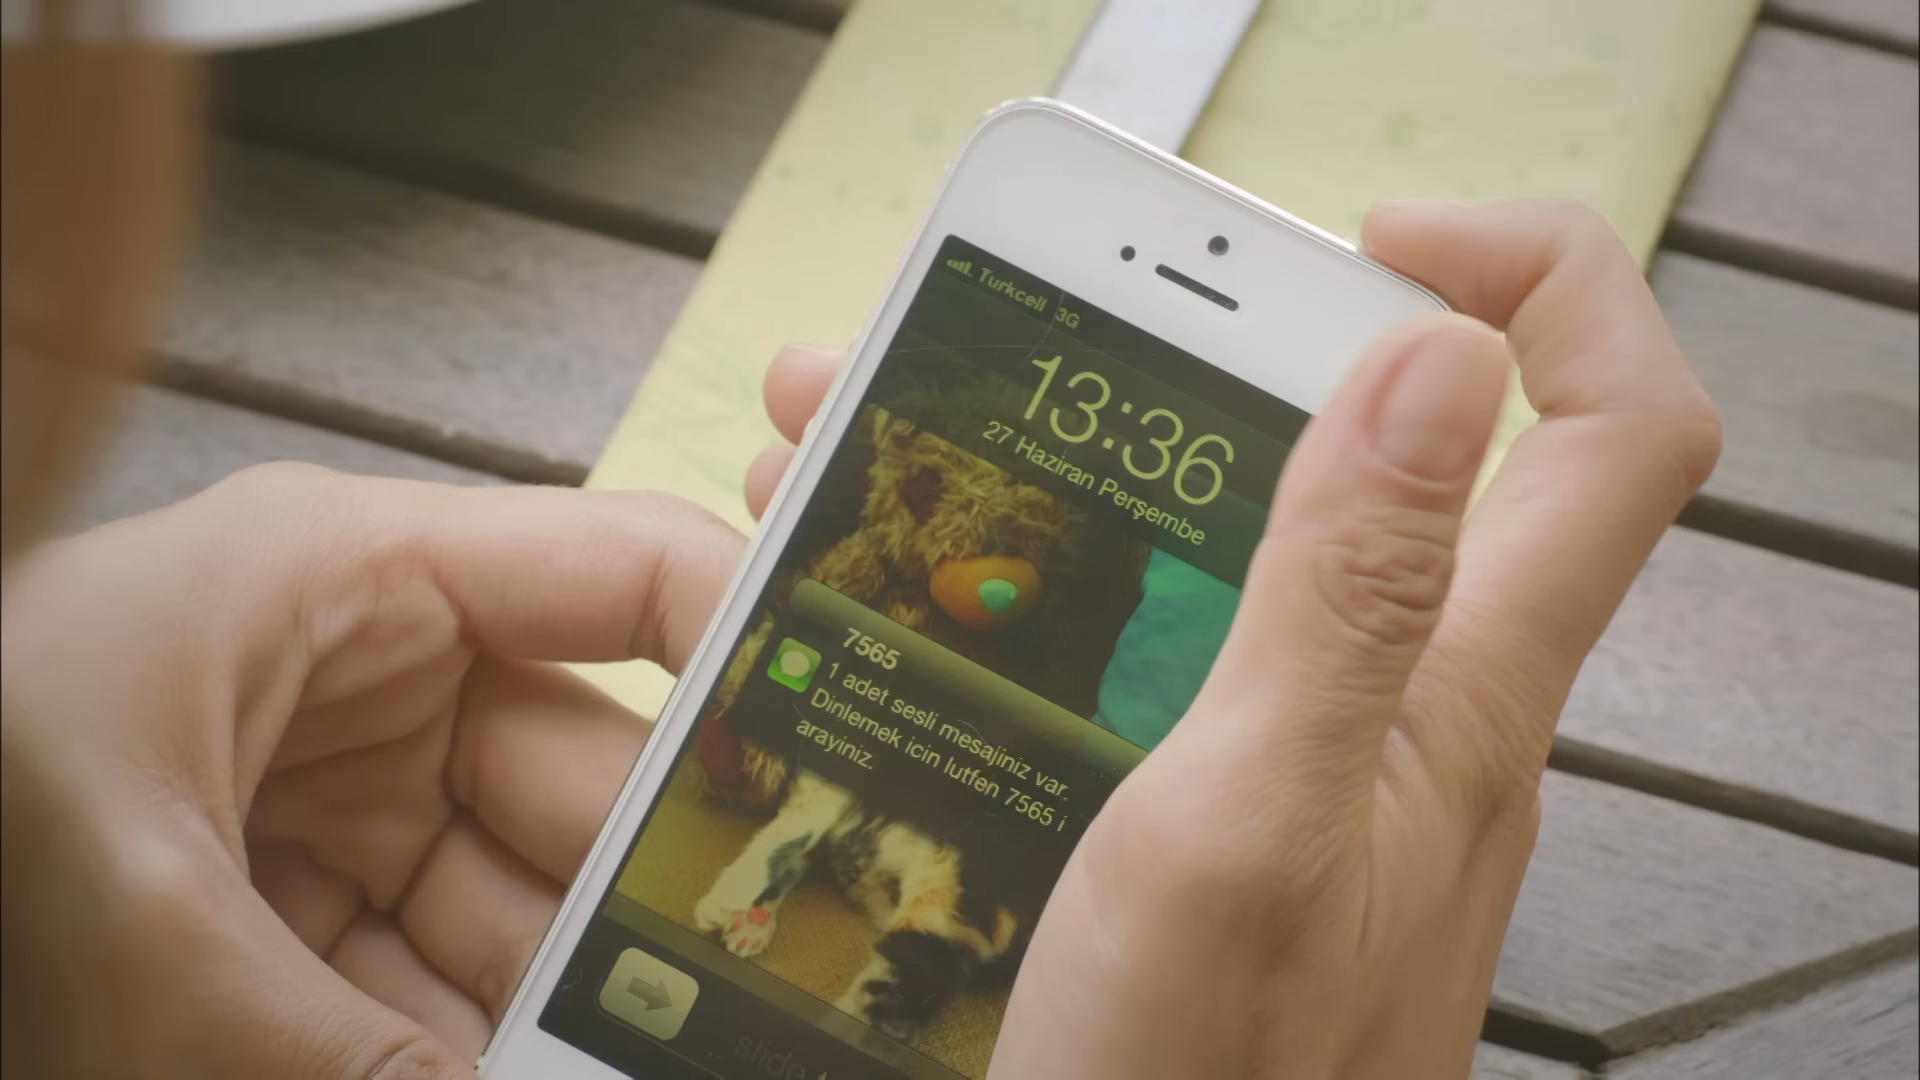 Turkcell 3G
13:36
27 Haziran Perşembe
7565
1 adet sesli mesajiniz var.
Dinlemek icin lutfen 7565 i
arayiniz.
slide